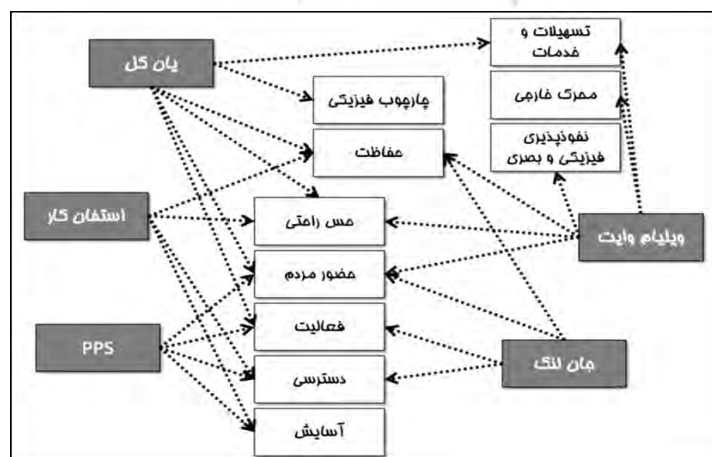 تسهیلات و
خدمات
یان گل
چارچوب فیزیکی
محرک خارجی
حفاظت
نفوذپذیری
فیزیکی و بصری
استفان کار
حس راحتی
ویلیام وایت
حضور مردم
فعالیت
PPS
جان لنگ
دسترسی
آسایش